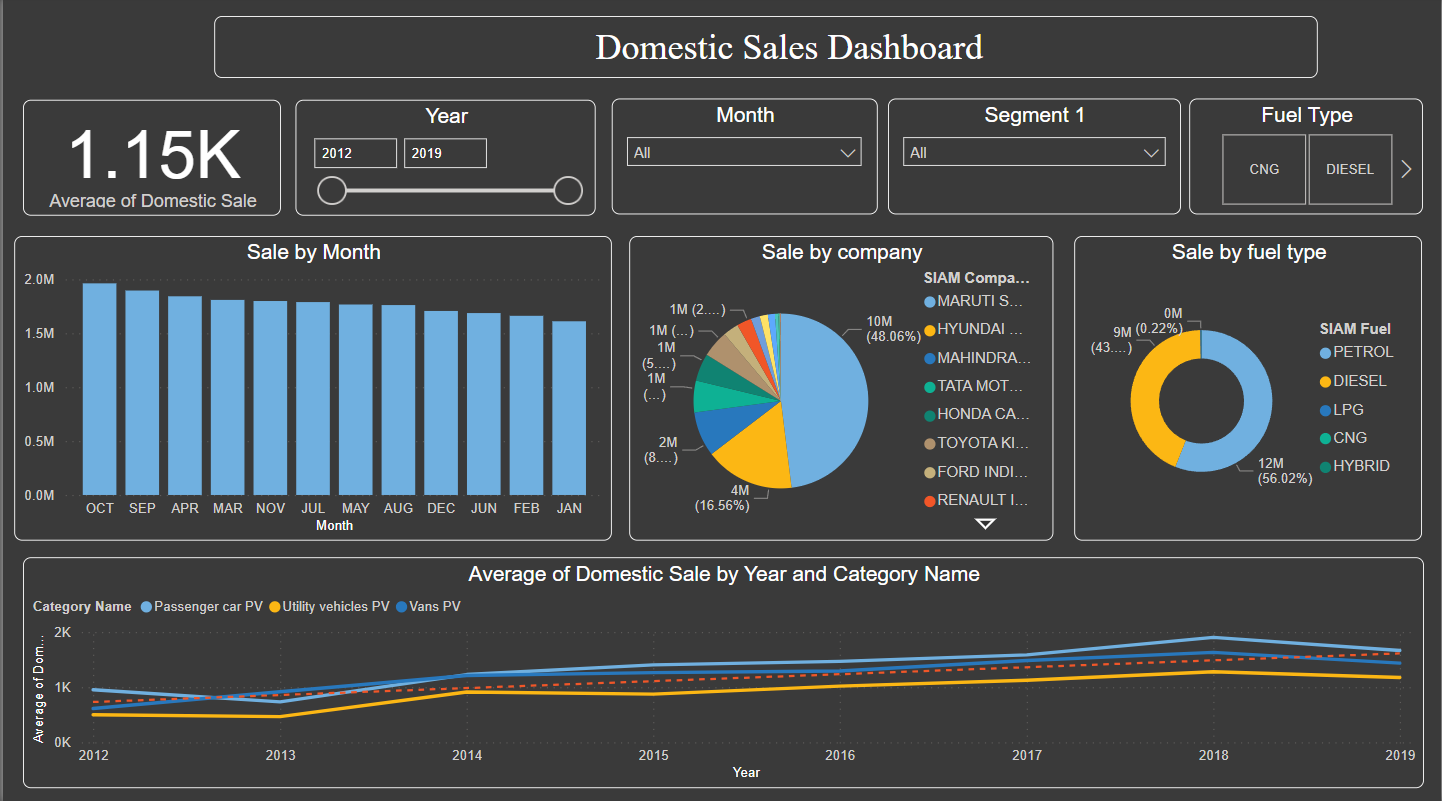 Domestic Sales Dashboard
1.15K
Average of Domestic Sale
Year
2012 2019
Month
All
Segment 1
All
Fuel Type
CNG DIESEL
Sale by Month
2.0M
1.5M
1.0M
0.5M
0.0M
OCT SEP APR MAR NOV JUL MAY AUG DEC JUN FEB JAN
Month
Sale by company
10M
(48.06%)
4M
(16.56%)
2M
(8....)
1M
(...)
1M
(5....)
1M (...)
1M (2....)
SIAM Compa...
MARUTI S...
HYUNDAI ...
MAHINDRA...
TATA MOT...
HONDA CA...
TOYOTA KI...
FORD INDI...
RENAULT I...
Sale by fuel type
0M
(0.22%)
9M
(43....)
12M
(56.02%)
SIAM Fuel
PETROL
DIESEL
LPG
CNG
HYBRID
Average of Domestic Sale by Year and Category Name
Category Name Passenger car PV Utility vehicles PV Vans PV
Average of Dom...
2K
1K
0K
2012 2013 2014 2015 2016 2017 2018 2019
Year